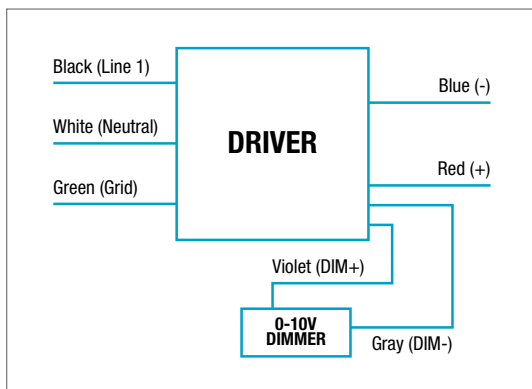 Black (Line 1)
White (Neutral)
Green (Grid)
DRIVER
Blue (-)
Red (+)
Violet (DIM+)
0-10V
DIMMER
Gray (DIM-)